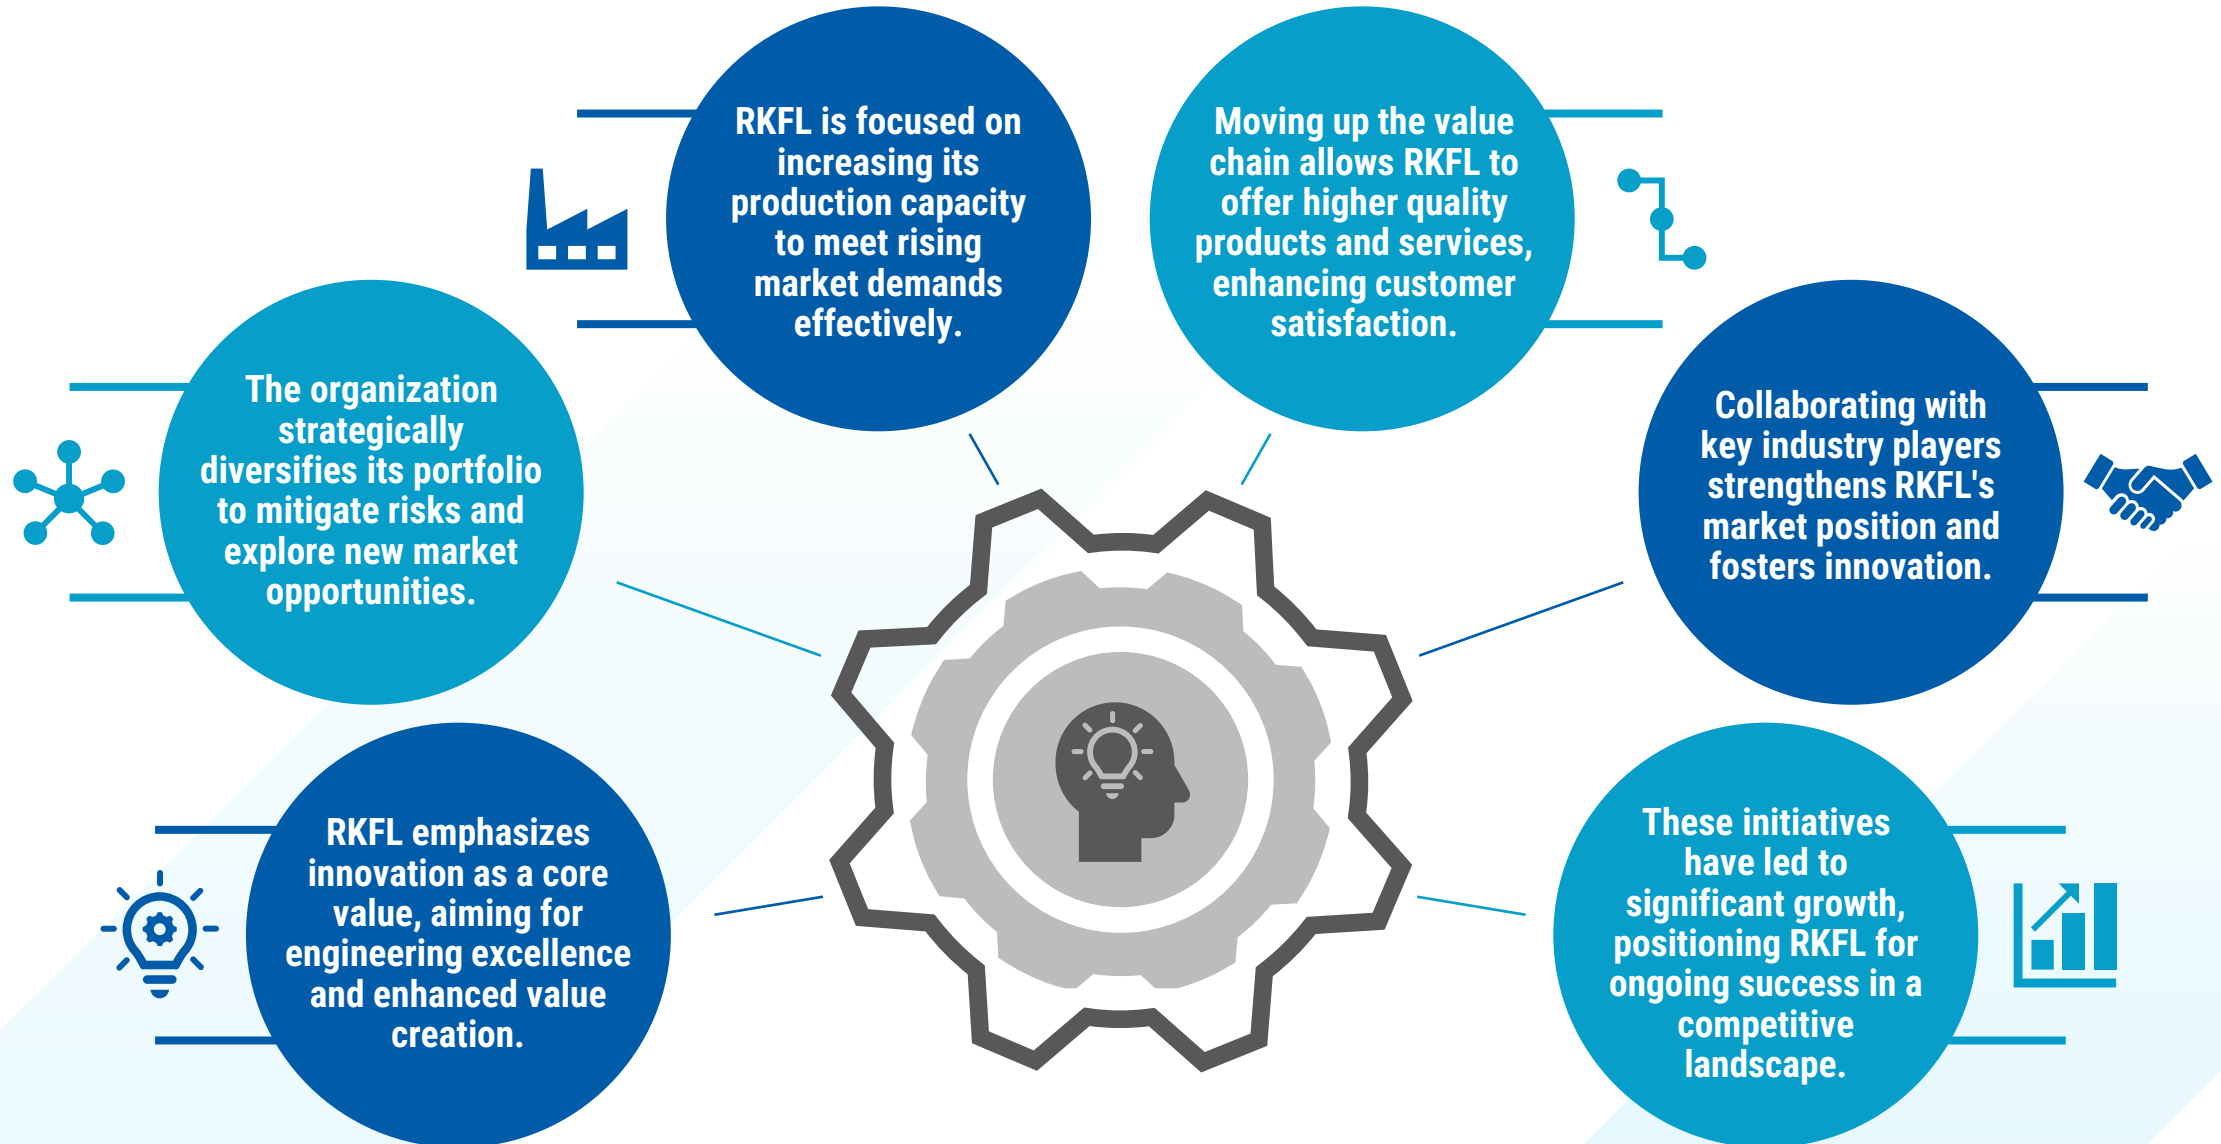 RKFL is focused on
increasing its
production capacity
to meet rising
market demands
effectively.
Moving up the value
chain allows RKFL to
offer higher quality
products and services,
enhancing customer
satisfaction.
The organization
strategically
diversifies its portfolio
to mitigate risks and
explore new market
opportunities.
Collaborating with
key industry players
strengthens RKFL's
market position and
fosters innovation.
RKFL emphasizes
innovation as a core
value, aiming for
engineering excellence
and enhanced value
creation.
These initiatives
have led to
significant growth,
positioning RKFL for
ongoing success in a
competitive
landscape.